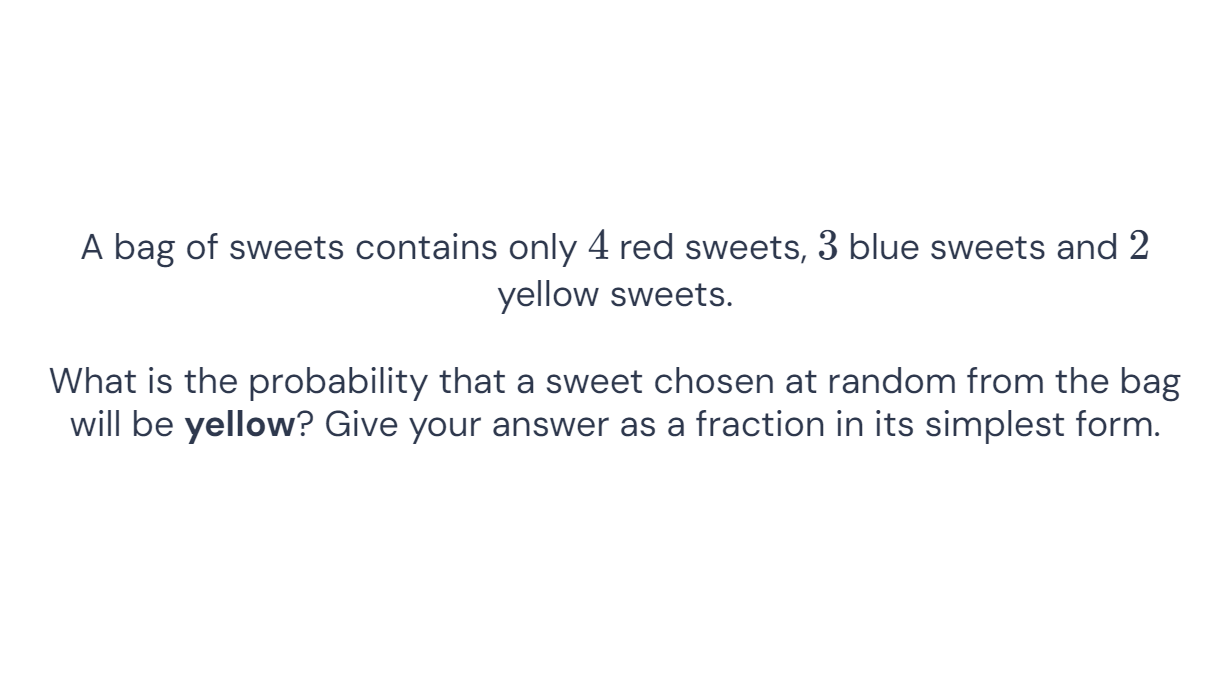 A bag of sweets contains only 4 red sweets, 3 blue sweets and 2
yellow sweets.
What is the probability that a sweet chosen at random from the bag
will be yellow? Give your answer as a fraction in its simplest form.